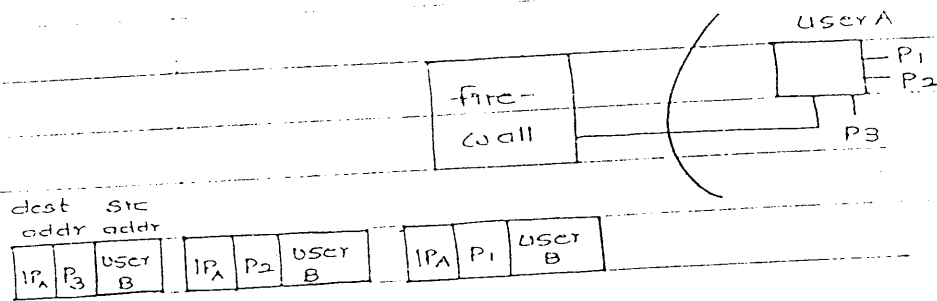 User A
P1
P2
P3
fire-
wall
dest src
addr addr
IPA P3 User B
IPA P2 User B
IPA P1 User B